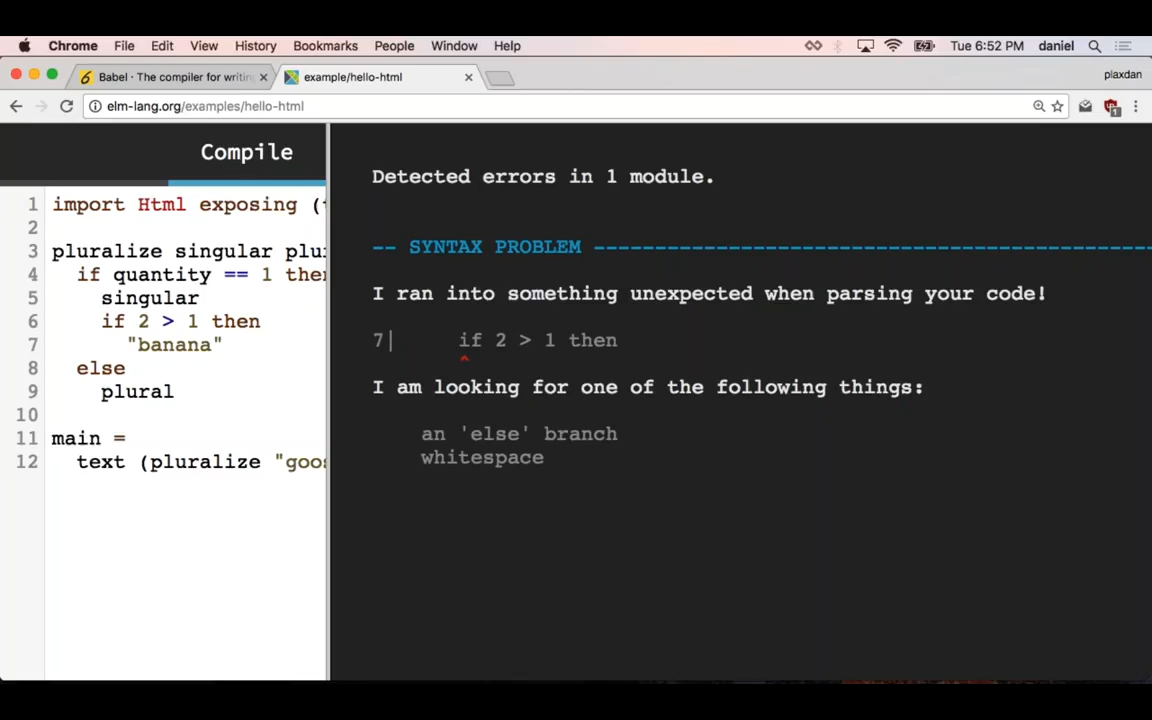 Chrome File Edit View History Bookmarks People Window Help Tue 6:52 PM daniel
Babel · The compiler for writing
example/hello-html
plaxdan
elm-lang.org/examples/hello-html
1
Compile
1 import Html exposing (
2
3 pluralize singular plu
4 if quantity == 1 the
5 singular
6 if 2 > 1 then
7 "banana"
8 else
9 plural
10
11 main =
12 text (pluralize "goo
Detected errors in 1 module.
-- SYNTAX PROBLEM -----------------------------------------------
I ran into something unexpected when parsing your code!
7| if 2 > 1 then
^
I am looking for one of the following things:
an 'else' branch
whitespace